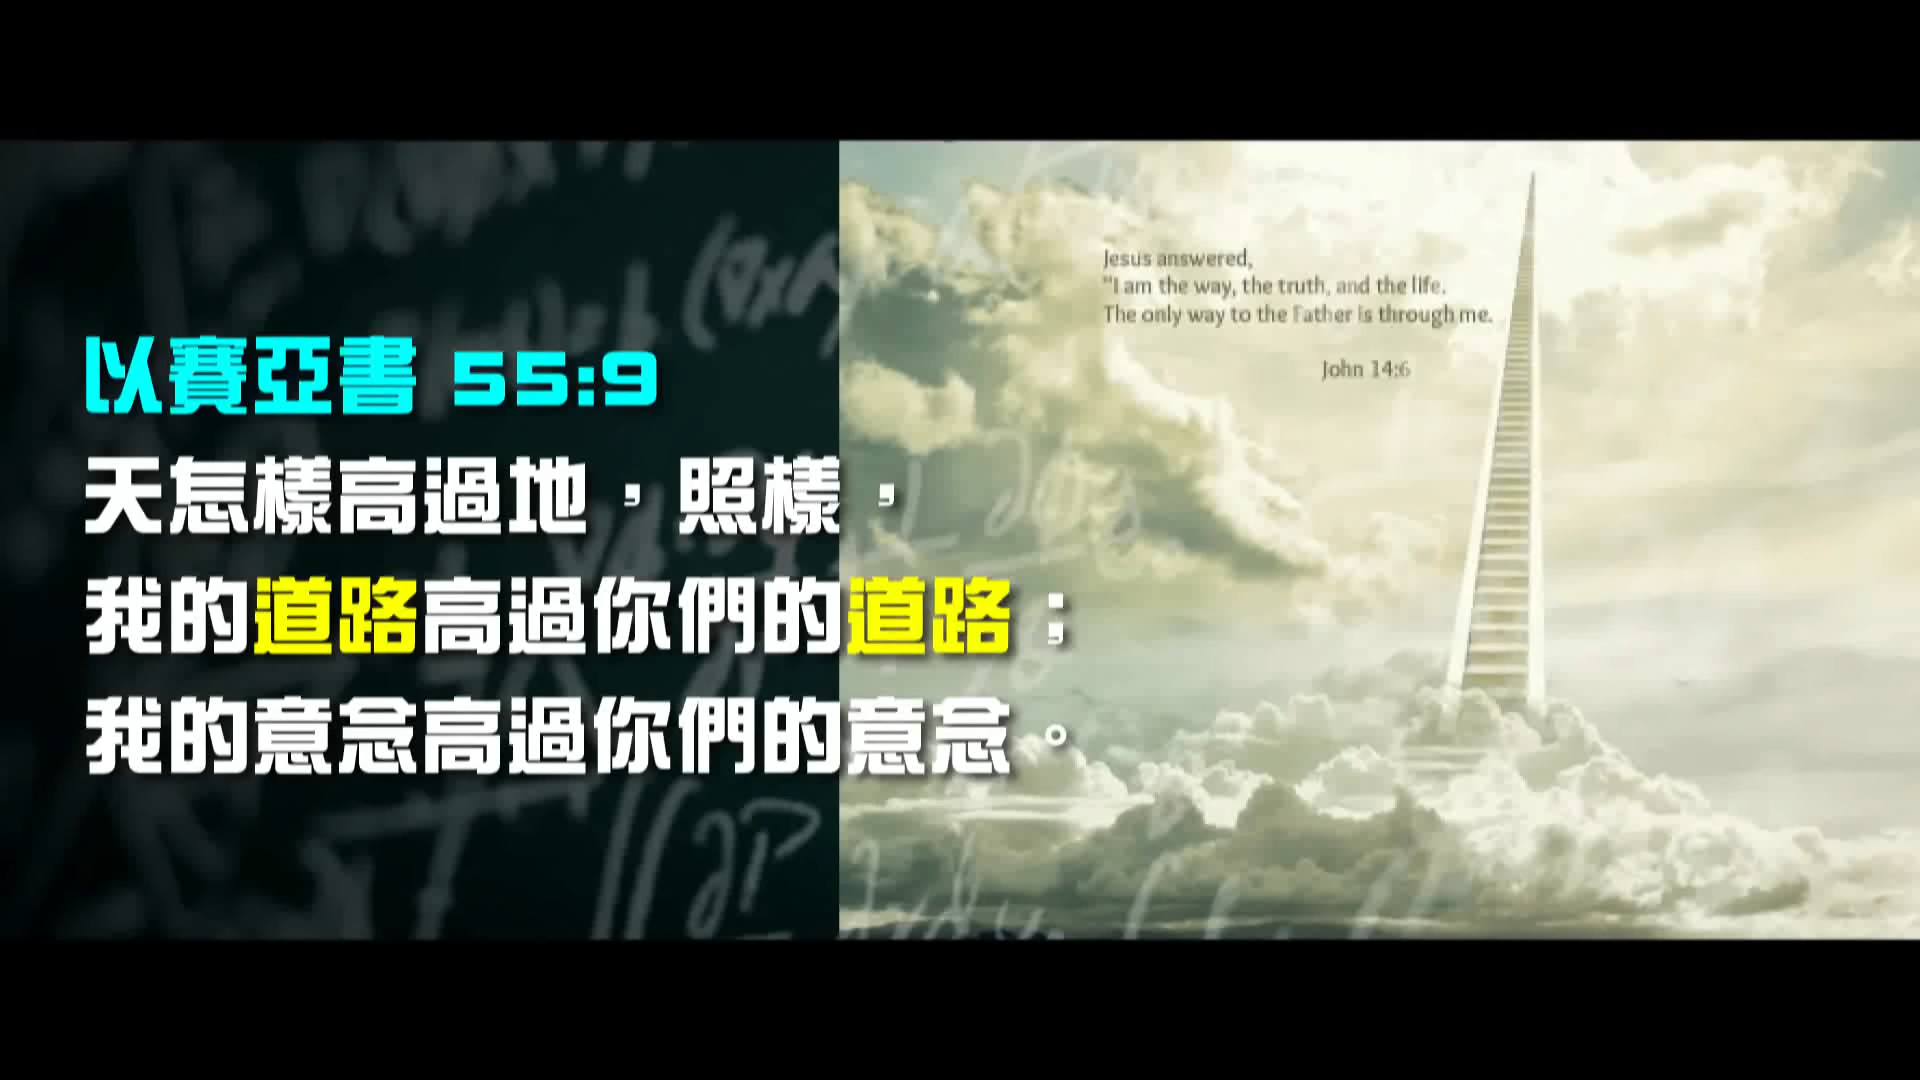 以賽亞書 55:9
天怎樣高過地，照樣，
我的道路高過你們的道路；
我的意念高過你們的意念。
Jesus answered,
"I am the way, the truth, and the life.
The only way to the Father is through me.
John 14:6